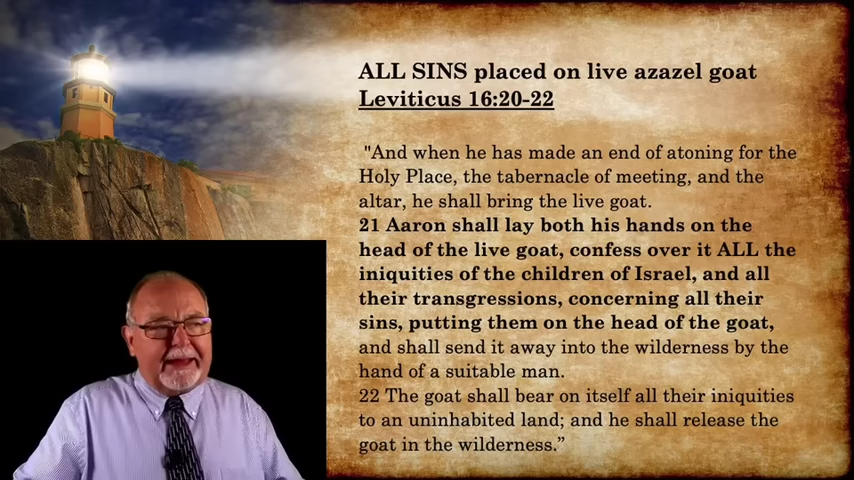 ALL SINS placed on live azazel goat
Leviticus 16:20-22
"And when he has made an end of atoning for the
Holy Place, the tabernacle of meeting, and the
altar, he shall bring the live goat.
21 Aaron shall lay both his hands on the
head of the live goat, confess over it ALL the
iniquities of the children of Israel, and all
their transgressions, concerning all their
sins, putting them on the head of the goat,
and shall send it away into the wilderness by the
hand of a suitable man.
22 The goat shall bear on itself all their iniquities
to an uninhabited land; and he shall release the
goat in the wilderness.”